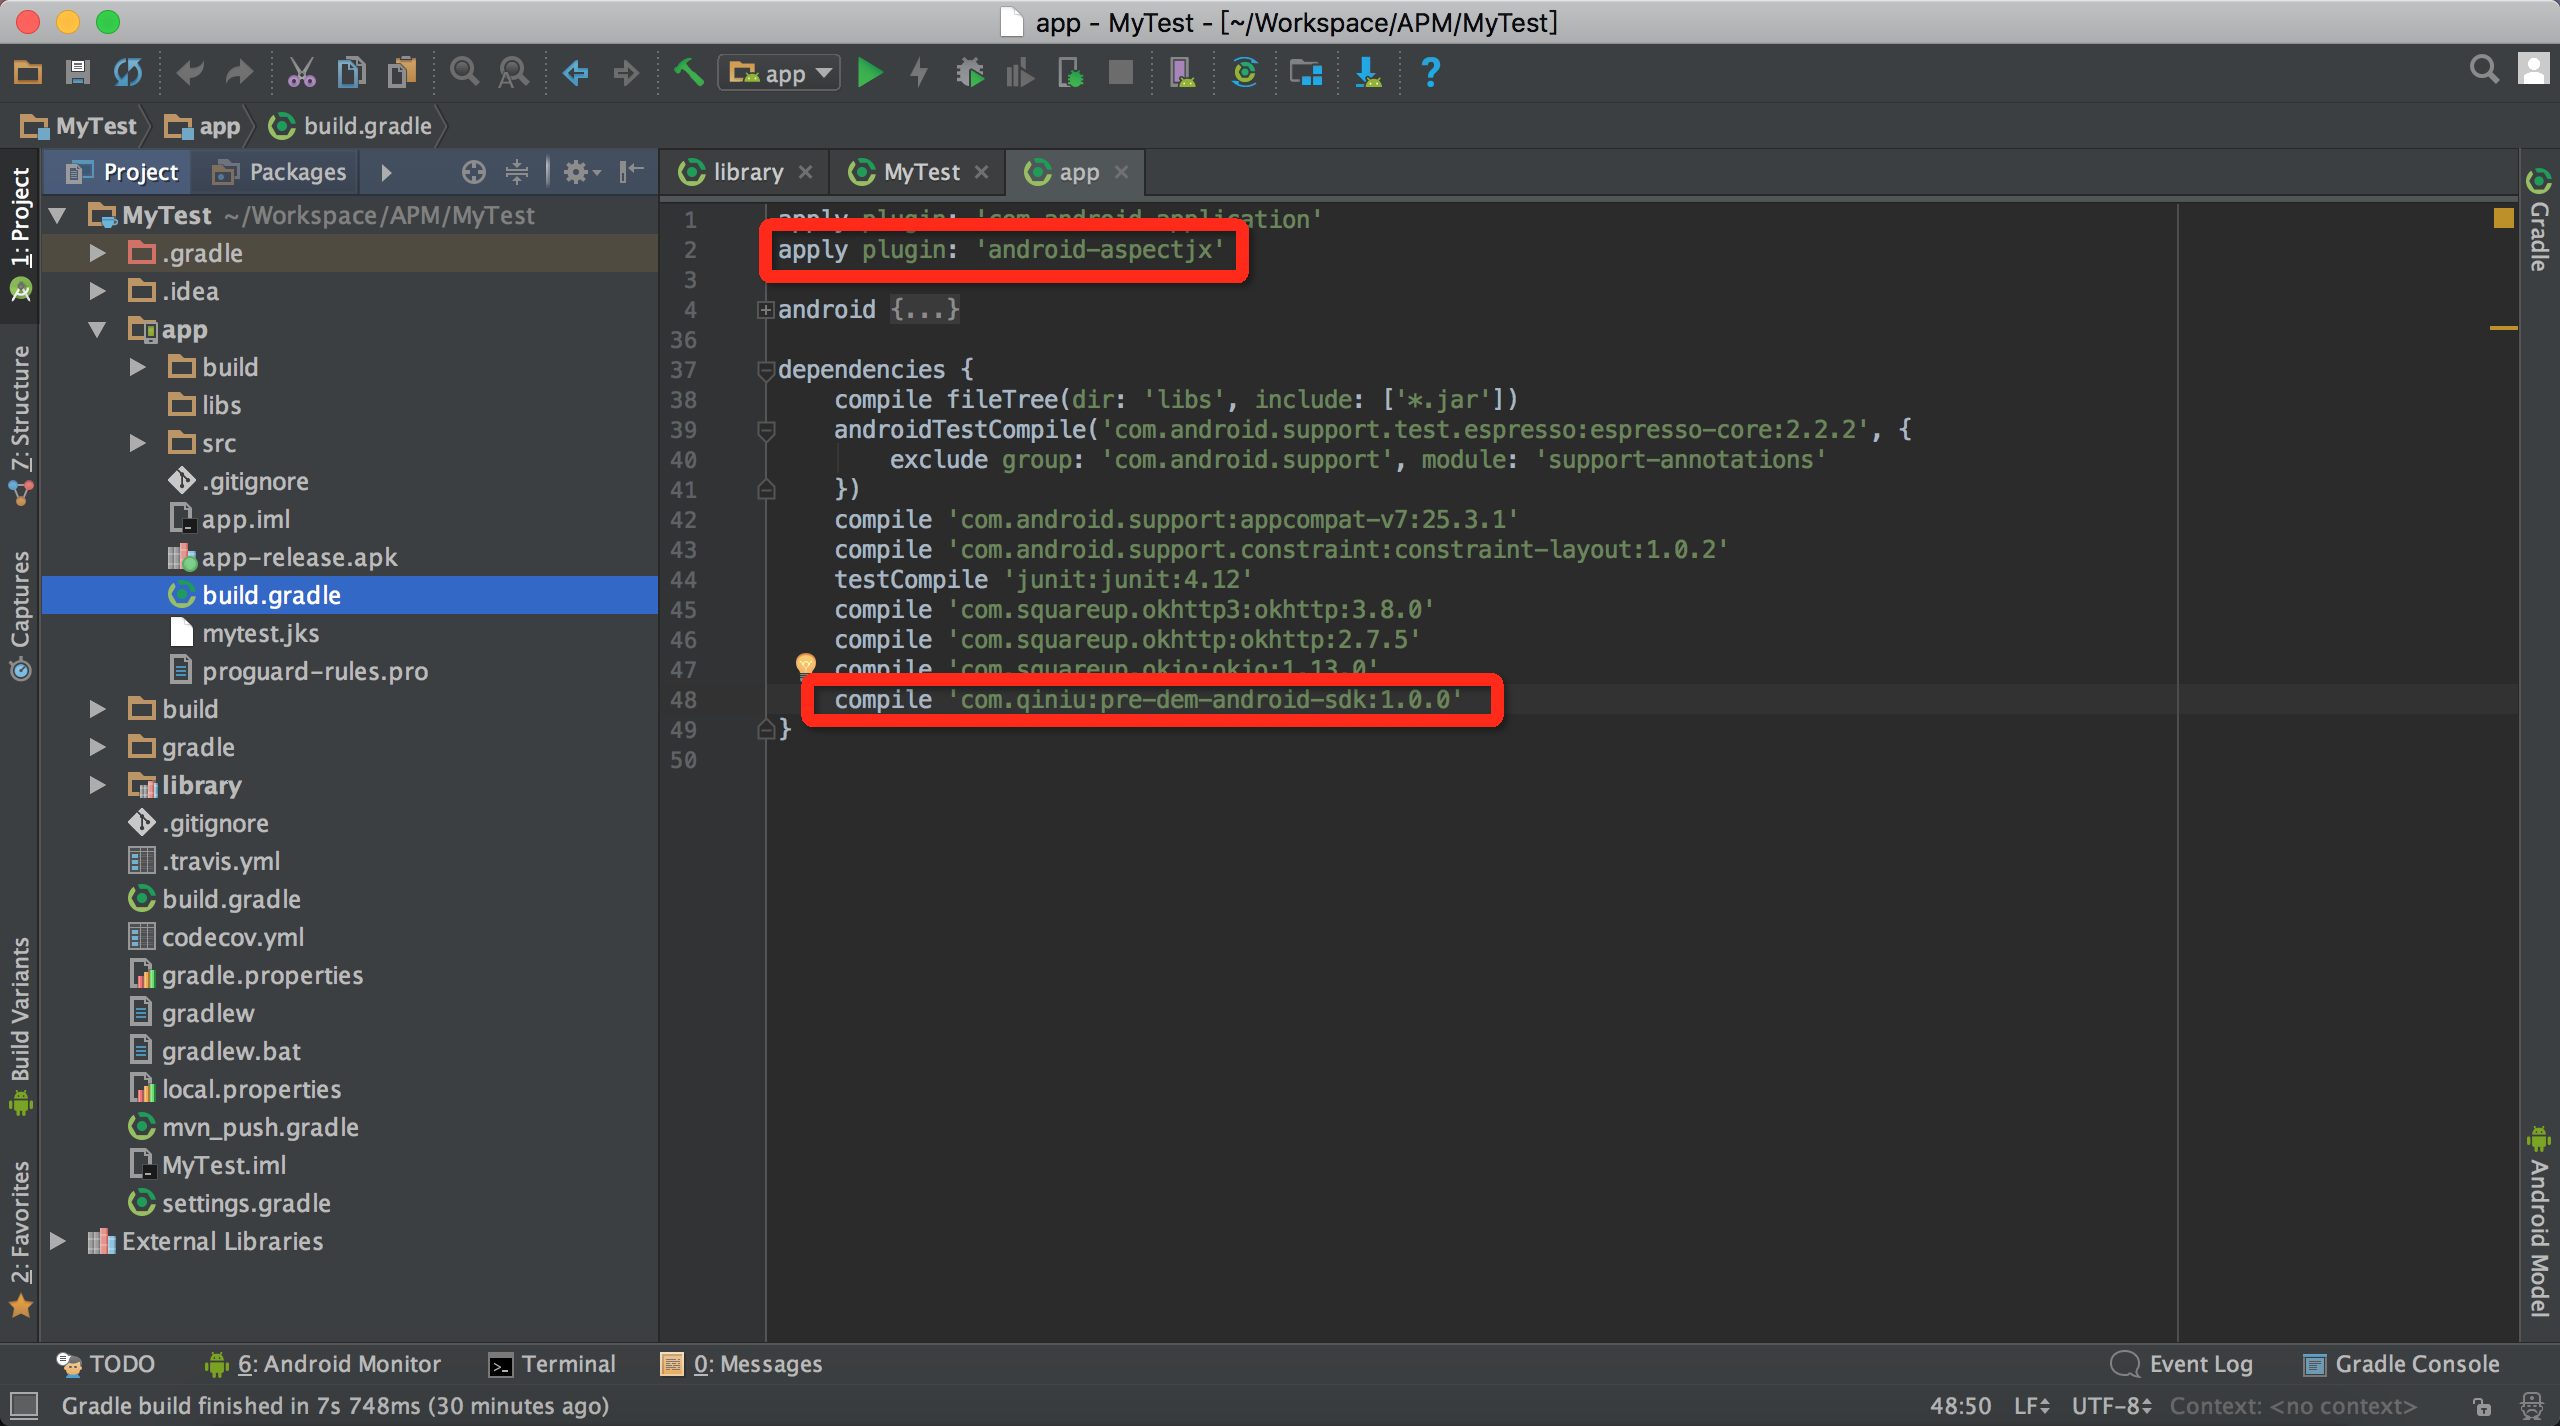 app - MyTest - [~/Workspace/APM/MyTest]
app
MyTest
app
build.gradle
Project
Packages
library
MyTest
app
1: Project
7: Structure
Captures
Build Variants
2: Favorites
MyTest ~/Workspace/APM/MyTest
.gradle
.idea
app
build
libs
src
.gitignore
app.iml
app-release.apk
build.gradle
mytest.jks
proguard-rules.pro
build
gradle
library
.gitignore
.travis.yml
build.gradle
codecov.yml
gradle.properties
gradlew
gradlew.bat
local.properties
mvn_push.gradle
MyTest.iml
settings.gradle
External Libraries
1 apply plugin: 'com.android.application'
2 apply plugin: 'android-aspectjx'
3
4 android {...}
36
37 dependencies {
38 compile fileTree(dir: 'libs', include: ['*.jar'])
39 androidTestCompile('com.android.support.test.espresso:espresso-core:2.2.2', {
40 exclude group: 'com.android.support', module: 'support-annotations'
41 })
42 compile 'com.android.support:appcompat-v7:25.3.1'
43 compile 'com.android.support.constraint:constraint-layout:1.0.2'
44 testCompile 'junit:junit:4.12'
45 compile 'com.squareup.okhttp3:okhttp:3.8.0'
46 compile 'com.squareup.okhttp:okhttp:2.7.5'
47 compile 'com.squareup.okio:okio:1.13.0'
48 compile 'com.qiniu:pre-dem-android-sdk:1.0.0'
49 }
50
Gradle
Android Model
TODO
6: Android Monitor
Terminal
0: Messages
Event Log
Gradle Console
Gradle build finished in 7s 748ms (30 minutes ago)
48:50 LF UTF-8 Context: <no context>